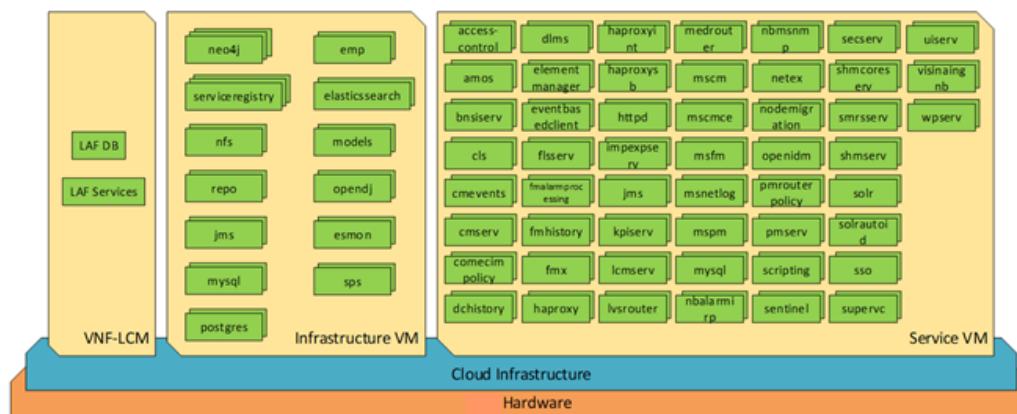 LAF DB
LAF Services
VNF-LCM
neo4j
serviceregistry
nfs
repo
jms
mysql
postgres
emp
elasticssearch
models
opendj
esmon
sps
Infrastructure VM
access-
control
amos
bnsiserv
cls
cmevents
cmserv
comecim
policy
dchistory
dlms
element
manager
eventbas
edclient
flsserv
fmalarmproc
essing
fmhistory
fmx
haproxy
haproxyi
nt
haproxys
b
httpd
impexpse
rv
jms
kpiserv
lcmserv
lvsrouter
medrout
er
mscm
mscmce
msfm
msnetlog
mspm
mysql
nbalarmi
rp
nbmsnm
p
netex
nodemigr
ation
openidm
pmrouter
policy
pmserv
scripting
sentinel
secserv
shmcores
erv
smrsserv
shmserv
solr
solrautoi
d
sso
supervc
uiserv
visinaing
nb
wpserv
Service VM
Cloud Infrastructure
Hardware